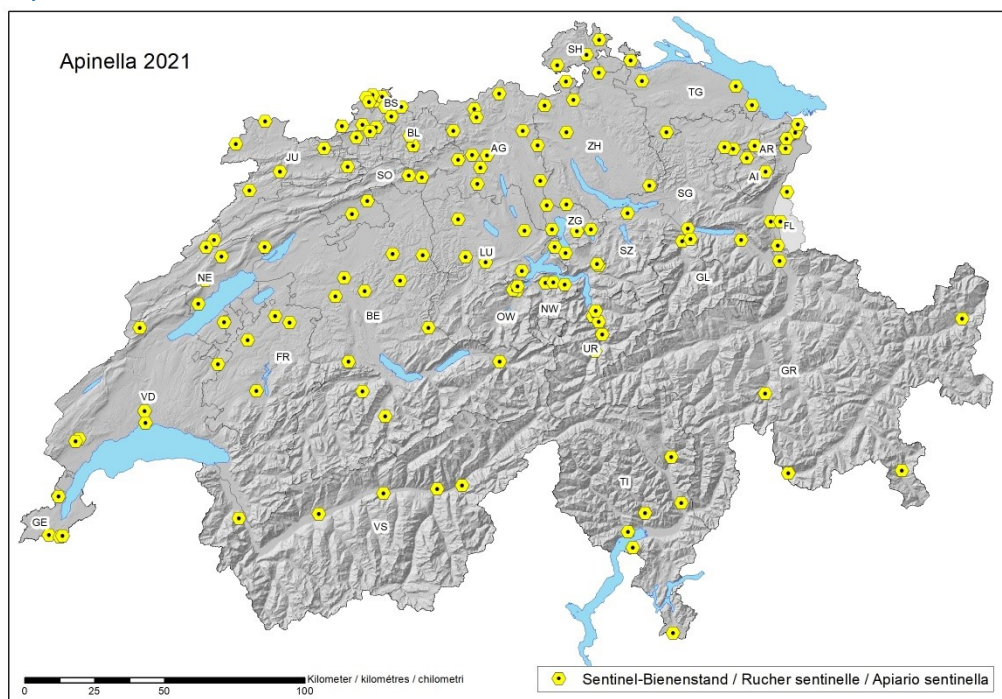 Apinella 2021
SH
TG
BS
BL
JU
SO
AG
ZH
AR
AI
SG
FL
ZG
SZ
LU
NE
GL
BE
OW
NW
UR
FR
GR
VD
TI
GE
VS
Kilometer / kilométres / chilometri
0 25 50 100
Sentinel-Bienenstand / Rucher sentinelle / Apiario sentinella